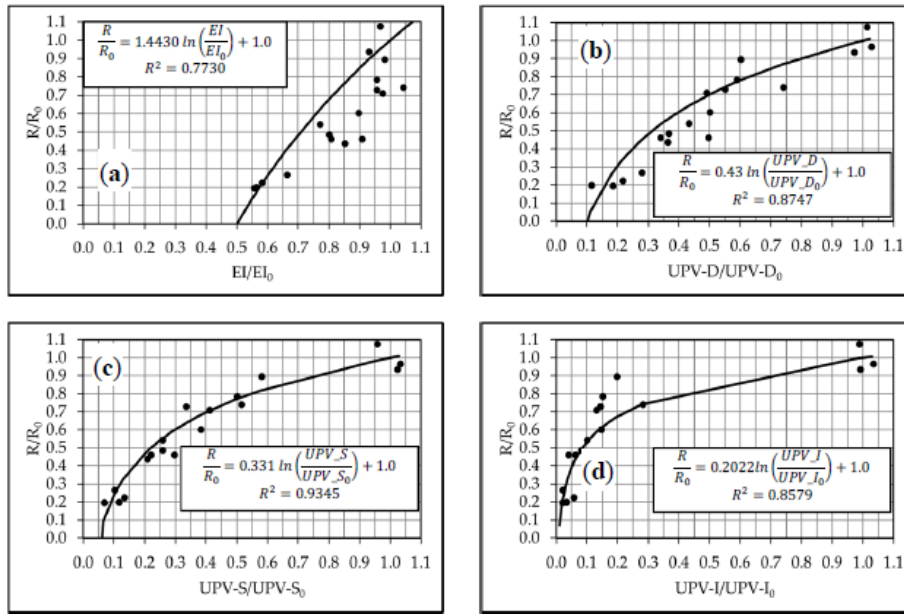 1.1
1.0
0.9
0.8
0.7
0.6
0.5
0.4
0.3
0.2
0.1
0.0
R/R₀
R/R₀ = 1.4430 ln(EI/EI₀) + 1.0
R² = 0.7730
(a)
0.0 0.1 0.2 0.3 0.4 0.5 0.6 0.7 0.8 0.9 1.0 1.1
EI/EI₀
1.1
1.0
0.9
0.8
0.7
0.6
0.5
0.4
0.3
0.2
0.1
0.0
R/R₀
(b)
R/R₀ = 0.43 ln(UPV_D/UPV_D₀) + 1.0
R² = 0.8747
0.0 0.1 0.2 0.3 0.4 0.5 0.6 0.7 0.8 0.9 1.0 1.1
UPV-D/UPV-D₀
1.1
1.0
0.9
0.8
0.7
0.6
0.5
0.4
0.3
0.2
0.1
0.0
R/R₀
(c)
R/R₀ = 0.331 ln(UPV_S/UPV_S₀) + 1.0
R² = 0.9345
0.0 0.1 0.2 0.3 0.4 0.5 0.6 0.7 0.8 0.9 1.0 1.1
UPV-S/UPV-S₀
1.1
1.0
0.9
0.8
0.7
0.6
0.5
0.4
0.3
0.2
0.1
0.0
R/R₀
(d)
R/R₀ = 0.2022ln(UPV_I/UPV_I₀) + 1.0
R² = 0.8579
0.0 0.1 0.2 0.3 0.4 0.5 0.6 0.7 0.8 0.9 1.0 1.1
UPV-I/UPV-I₀